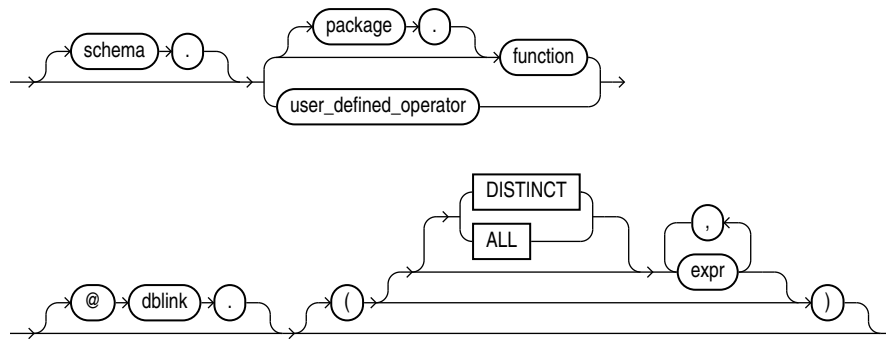 package .
schema . function
user_defined_operator
DISTINCT
ALL ,
expr
@ dblink . ( )